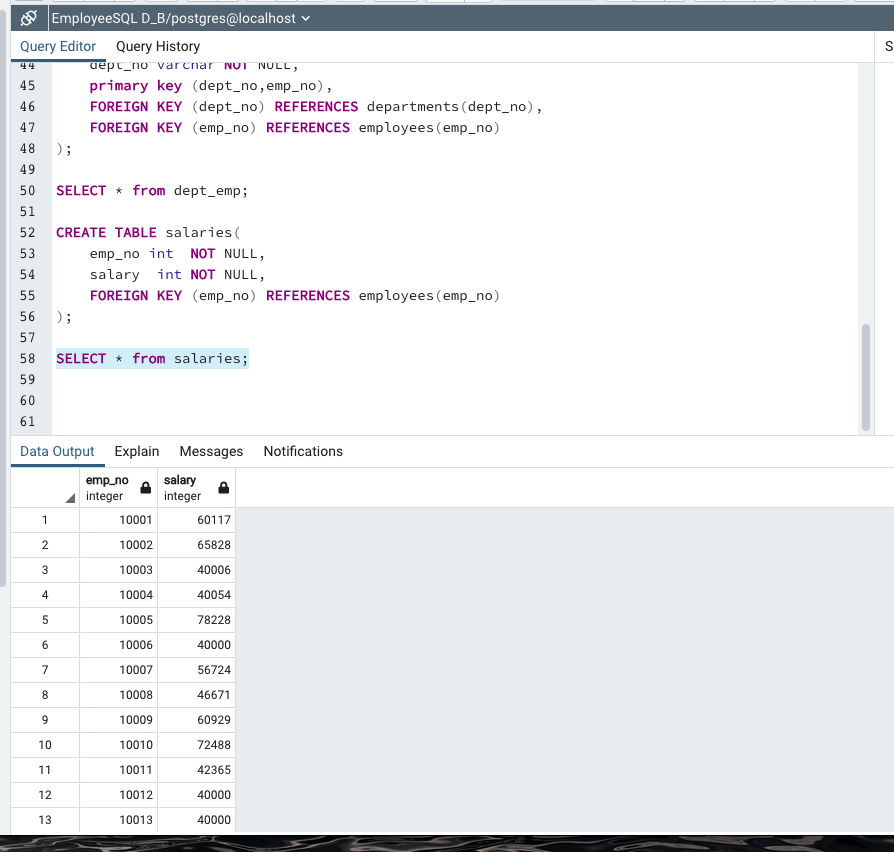 EmployeeSQL D_B/postgres@localhost
Query Editor Query History S
44 dept_no varchar NOT NULL,
45 primary key (dept_no,emp_no),
46 FOREIGN KEY (dept_no) REFERENCES departments(dept_no),
47 FOREIGN KEY (emp_no) REFERENCES employees(emp_no)
48 );
49
50 SELECT * from dept_emp;
51
52 CREATE TABLE salaries(
53 emp_no int  NOT NULL,
54 salary  int NOT NULL,
55 FOREIGN KEY (emp_no) REFERENCES employees(emp_no)
56 );
57
58 SELECT * from salaries;
59
60
61
Data Output Explain Messages Notifications
emp_no salary
integer integer
1 10001 60117
2 10002 65828
3 10003 40006
4 10004 40054
5 10005 78228
6 10006 40000
7 10007 56724
8 10008 46671
9 10009 60929
10 10010 72488
11 10011 42365
12 10012 40000
13 10013 40000